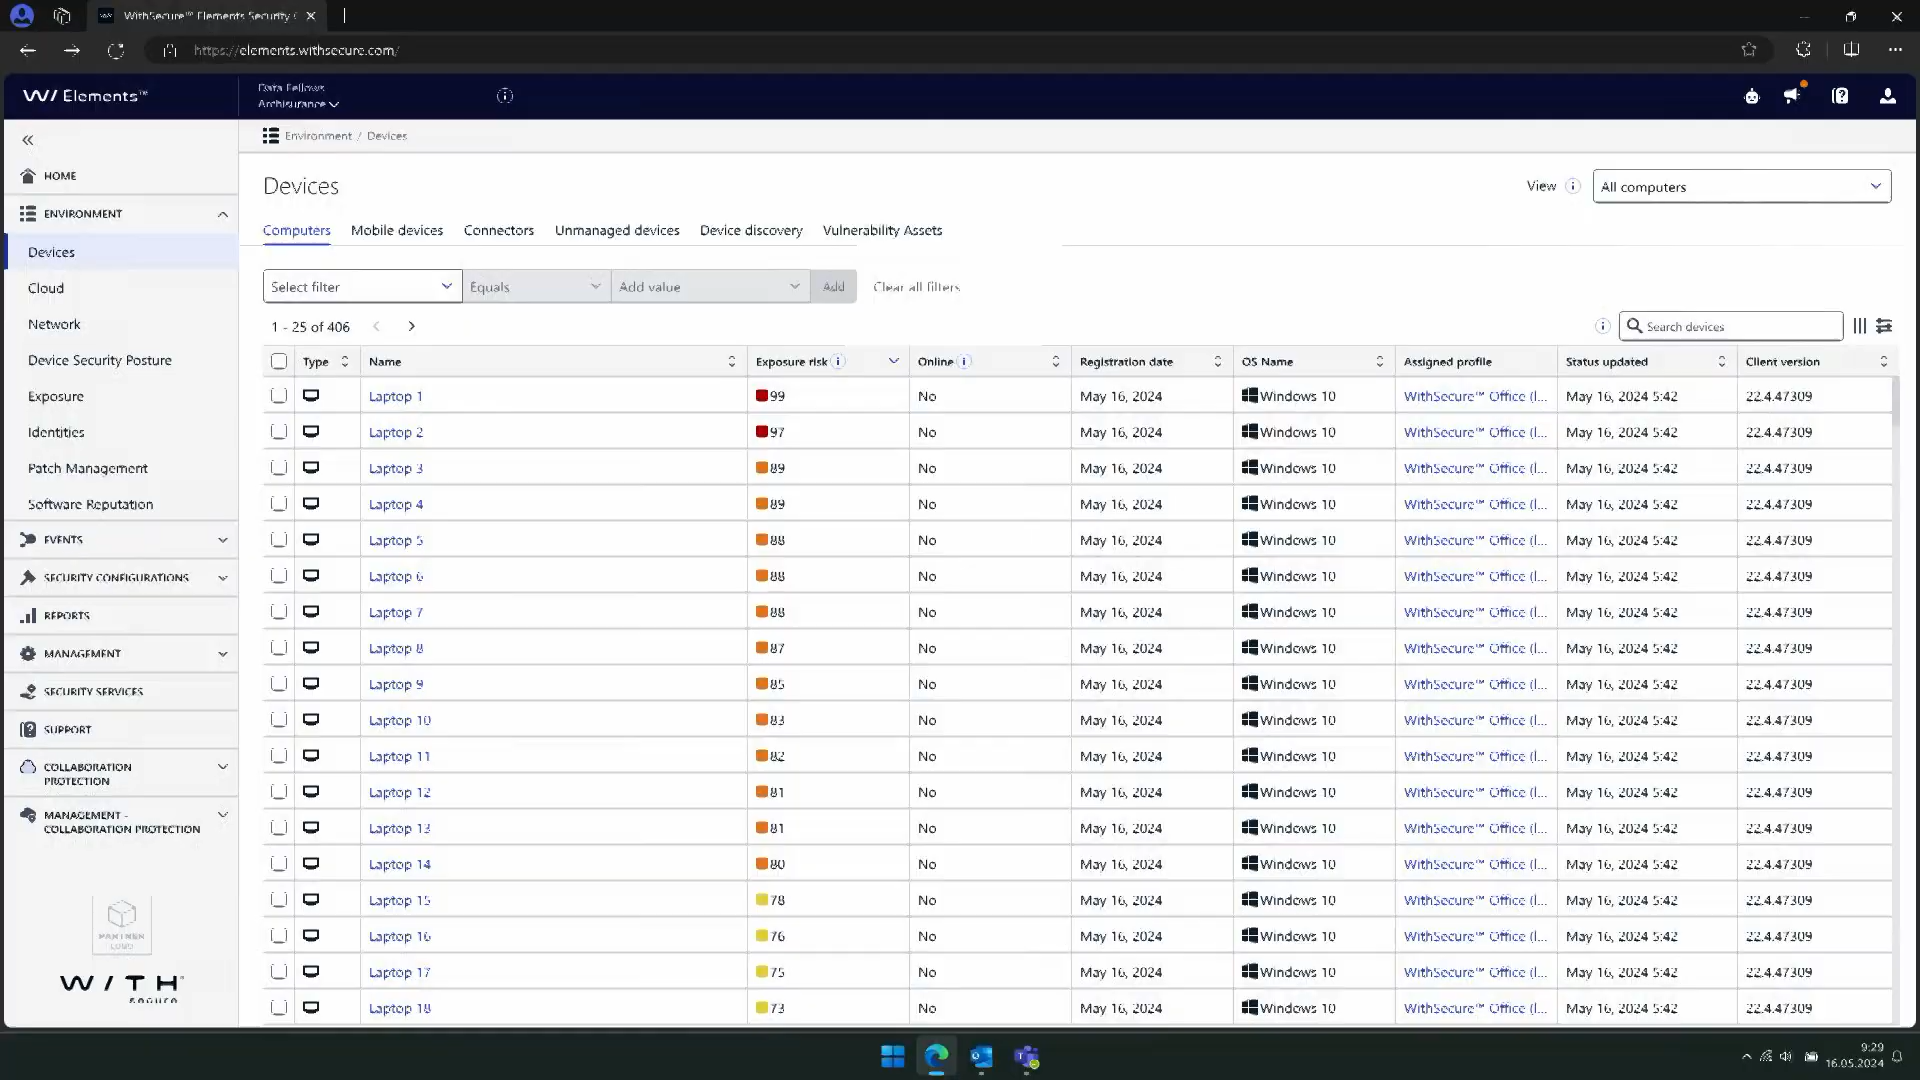 WithSecure™ Elements Security C
https://elements.withsecure.com/
W/ Elements™
Data Fellows
Archisurance
Environment / Devices
HOME
ENVIRONMENT
Devices
Cloud
Network
Device Security Posture
Exposure
Identities
Patch Management
Software Reputation
EVENTS
SECURITY CONFIGURATIONS
REPORTS
MANAGEMENT
SECURITY SERVICES
SUPPORT
COLLABORATION
PROTECTION
MANAGEMENT -
COLLABORATION PROTECTION
PARTNER
LOGO
W/TH
secure
Devices
View All computers
Computers Mobile devices Connectors Unmanaged devices Device discovery Vulnerability Assets
Select filter Equals Add value Add Clear all filters
1 - 25 of 406 Search devices
Type Name Exposure risk Online Registration date OS Name Assigned profile Status updated Client version
Laptop 1 99 No May 16, 2024 Windows 10 WithSecure™ Office (l... May 16, 2024 5:42 22.4.47309
Laptop 2 97 No May 16, 2024 Windows 10 WithSecure™ Office (l... May 16, 2024 5:42 22.4.47309
Laptop 3 89 No May 16, 2024 Windows 10 WithSecure™ Office (l... May 16, 2024 5:42 22.4.47309
Laptop 4 89 No May 16, 2024 Windows 10 WithSecure™ Office (l... May 16, 2024 5:42 22.4.47309
Laptop 5 88 No May 16, 2024 Windows 10 WithSecure™ Office (l... May 16, 2024 5:42 22.4.47309
Laptop 6 88 No May 16, 2024 Windows 10 WithSecure™ Office (l... May 16, 2024 5:42 22.4.47309
Laptop 7 88 No May 16, 2024 Windows 10 WithSecure™ Office (l... May 16, 2024 5:42 22.4.47309
Laptop 8 87 No May 16, 2024 Windows 10 WithSecure™ Office (l... May 16, 2024 5:42 22.4.47309
Laptop 9 85 No May 16, 2024 Windows 10 WithSecure™ Office (l... May 16, 2024 5:42 22.4.47309
Laptop 10 83 No May 16, 2024 Windows 10 WithSecure™ Office (l... May 16, 2024 5:42 22.4.47309
Laptop 11 82 No May 16, 2024 Windows 10 WithSecure™ Office (l... May 16, 2024 5:42 22.4.47309
Laptop 12 81 No May 16, 2024 Windows 10 WithSecure™ Office (l... May 16, 2024 5:42 22.4.47309
Laptop 13 81 No May 16, 2024 Windows 10 WithSecure™ Office (l... May 16, 2024 5:42 22.4.47309
Laptop 14 80 No May 16, 2024 Windows 10 WithSecure™ Office (l... May 16, 2024 5:42 22.4.47309
Laptop 15 78 No May 16, 2024 Windows 10 WithSecure™ Office (l... May 16, 2024 5:42 22.4.47309
Laptop 16 76 No May 16, 2024 Windows 10 WithSecure™ Office (l... May 16, 2024 5:42 22.4.47309
Laptop 17 75 No May 16, 2024 Windows 10 WithSecure™ Office (l... May 16, 2024 5:42 22.4.47309
Laptop 18 73 No May 16, 2024 Windows 10 WithSecure™ Office (l... May 16, 2024 5:42 22.4.47309
9:29
16.05.2024